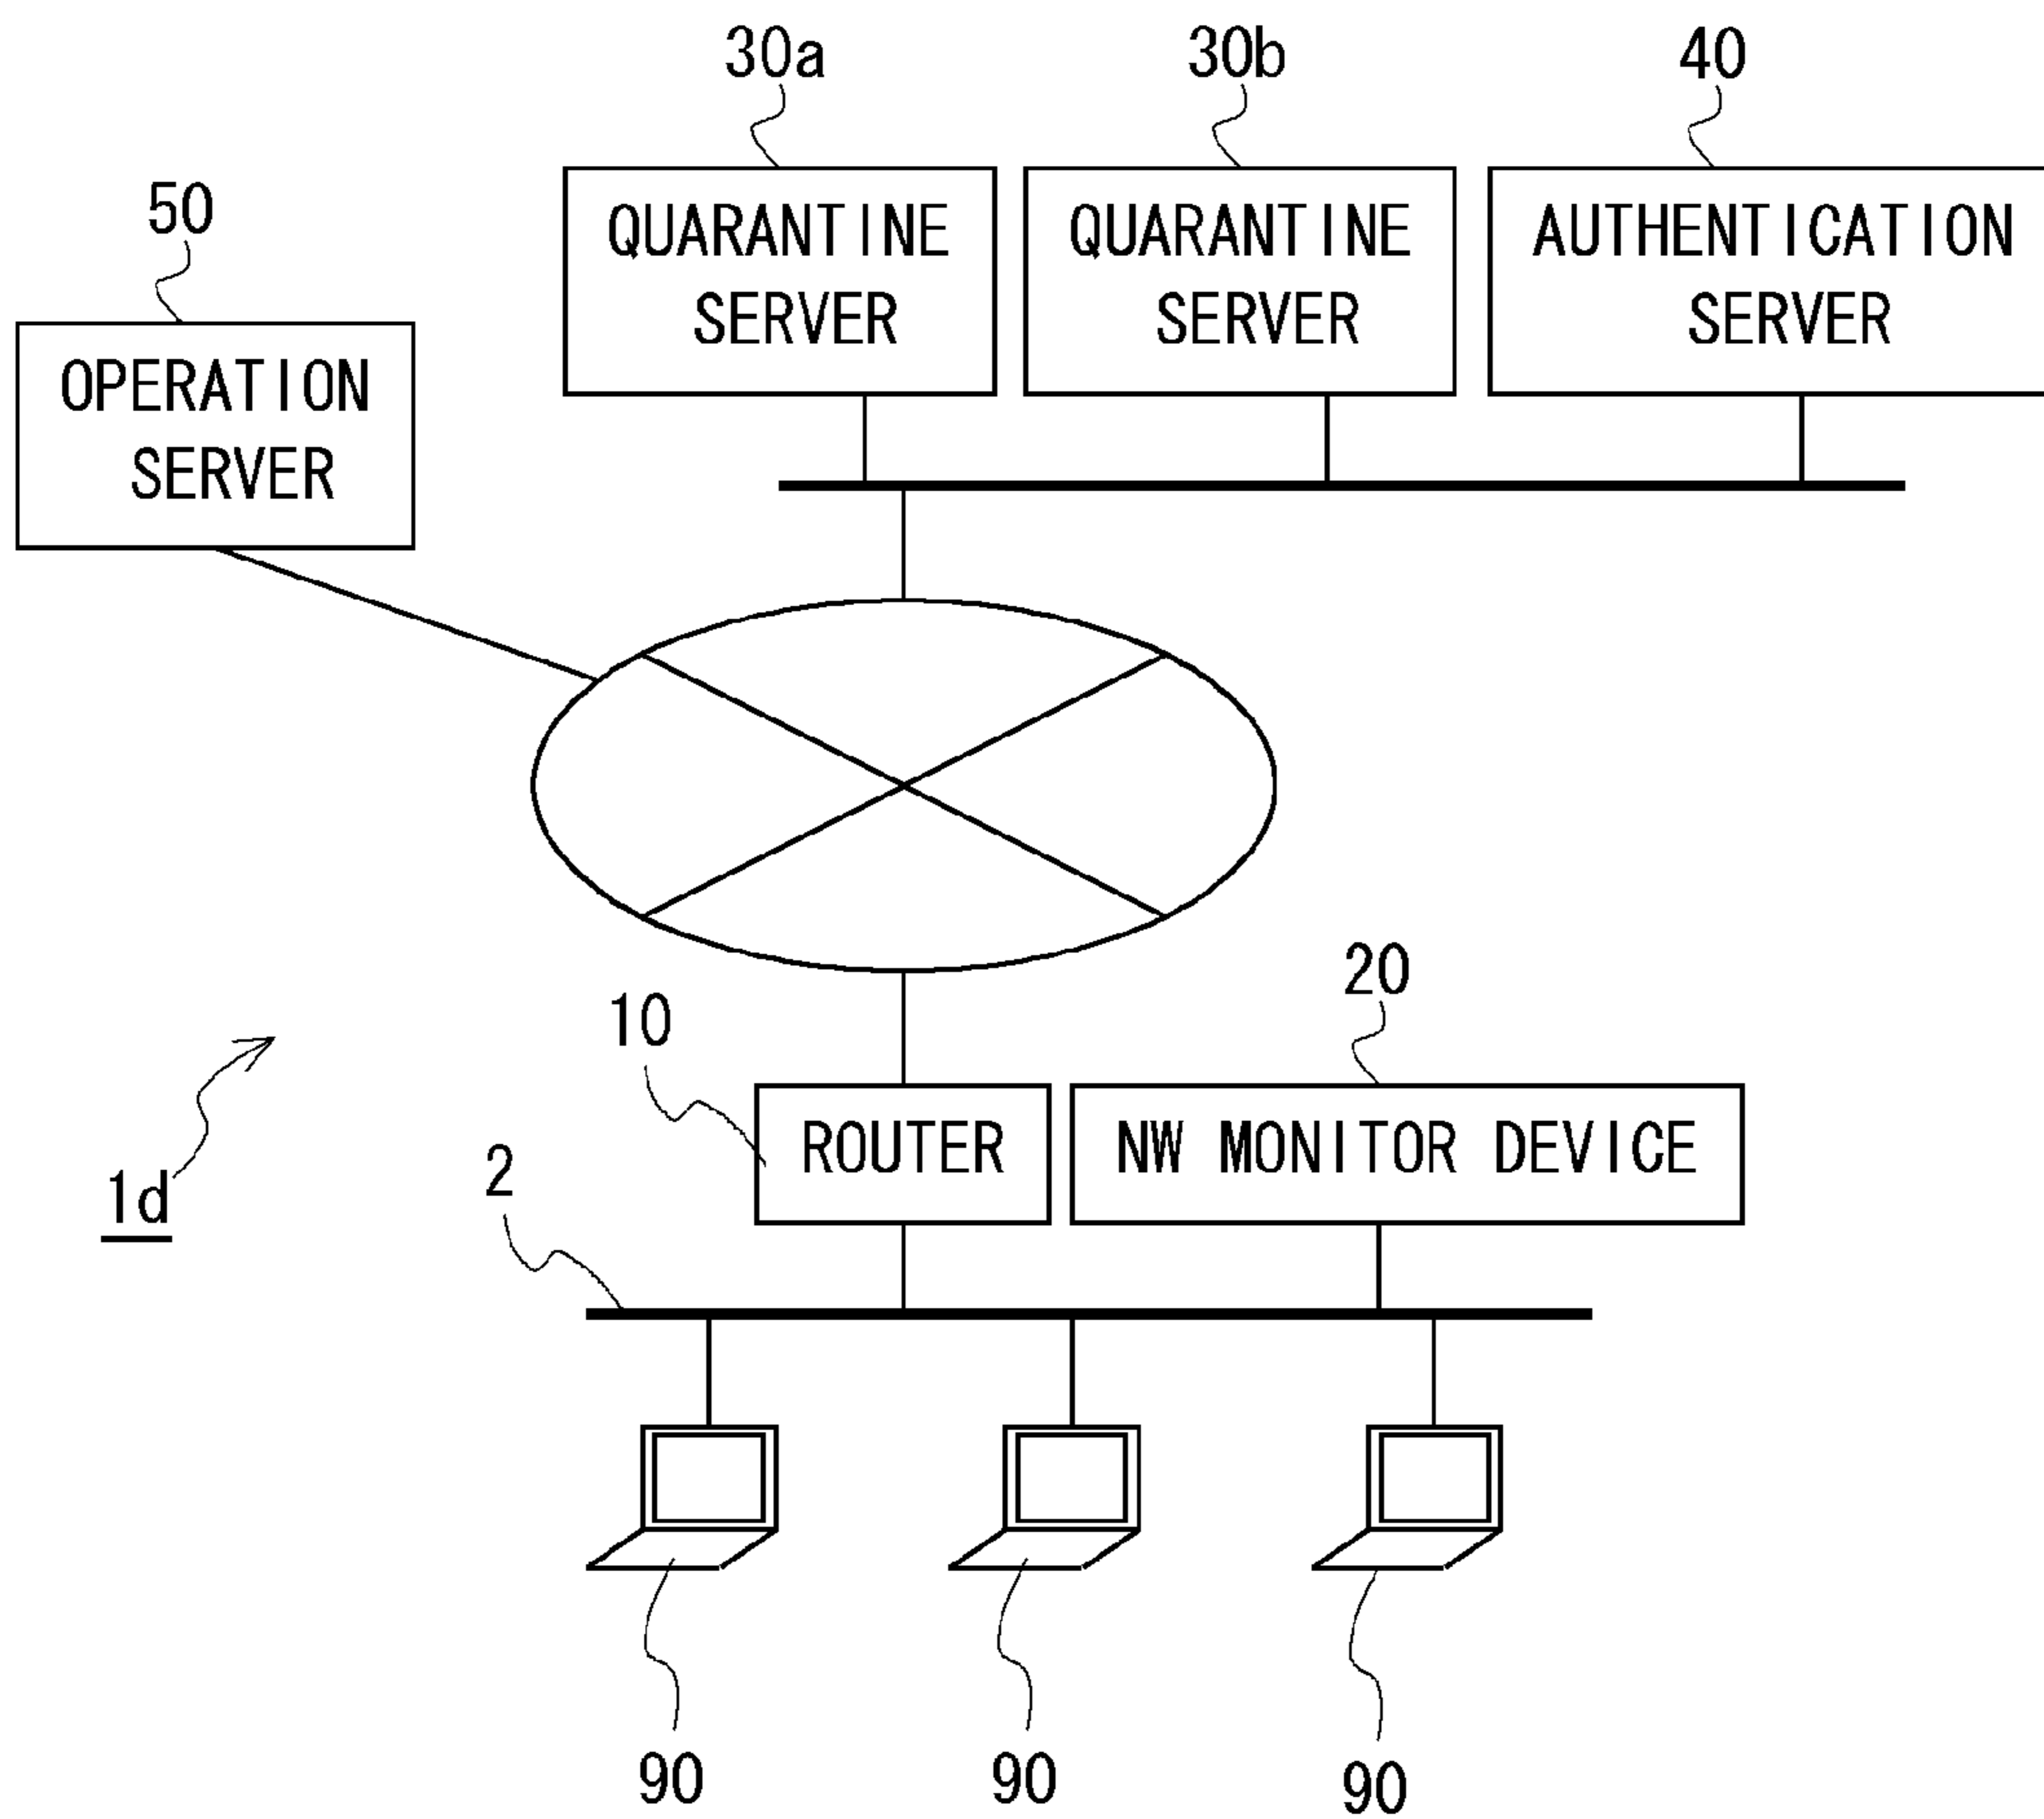 30a
30b
40
50
QUARANTINE
SERVER
QUARANTINE
SERVER
AUTHENTICATION
SERVER
OPERATION
SERVER
20
10
ROUTER
NW MONITOR DEVICE
2
1d
90
90
90